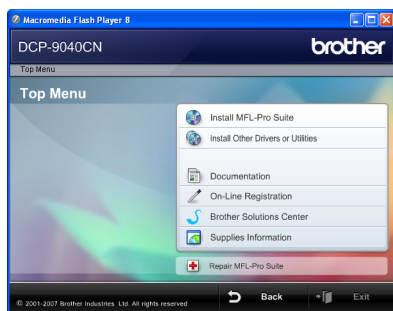 Macromedia Flash Player 8
DCP-9040CN
brother
Top Menu
Top Menu
Install MFL-Pro Suite
Install Other Drivers or Utilities
Documentation
On-Line Registration
Brother Solutions Center
Supplies Information
Repair MFL-Pro Suite
© 2001-2007 Brother Industries Ltd. All rights reserved
Back
Exit